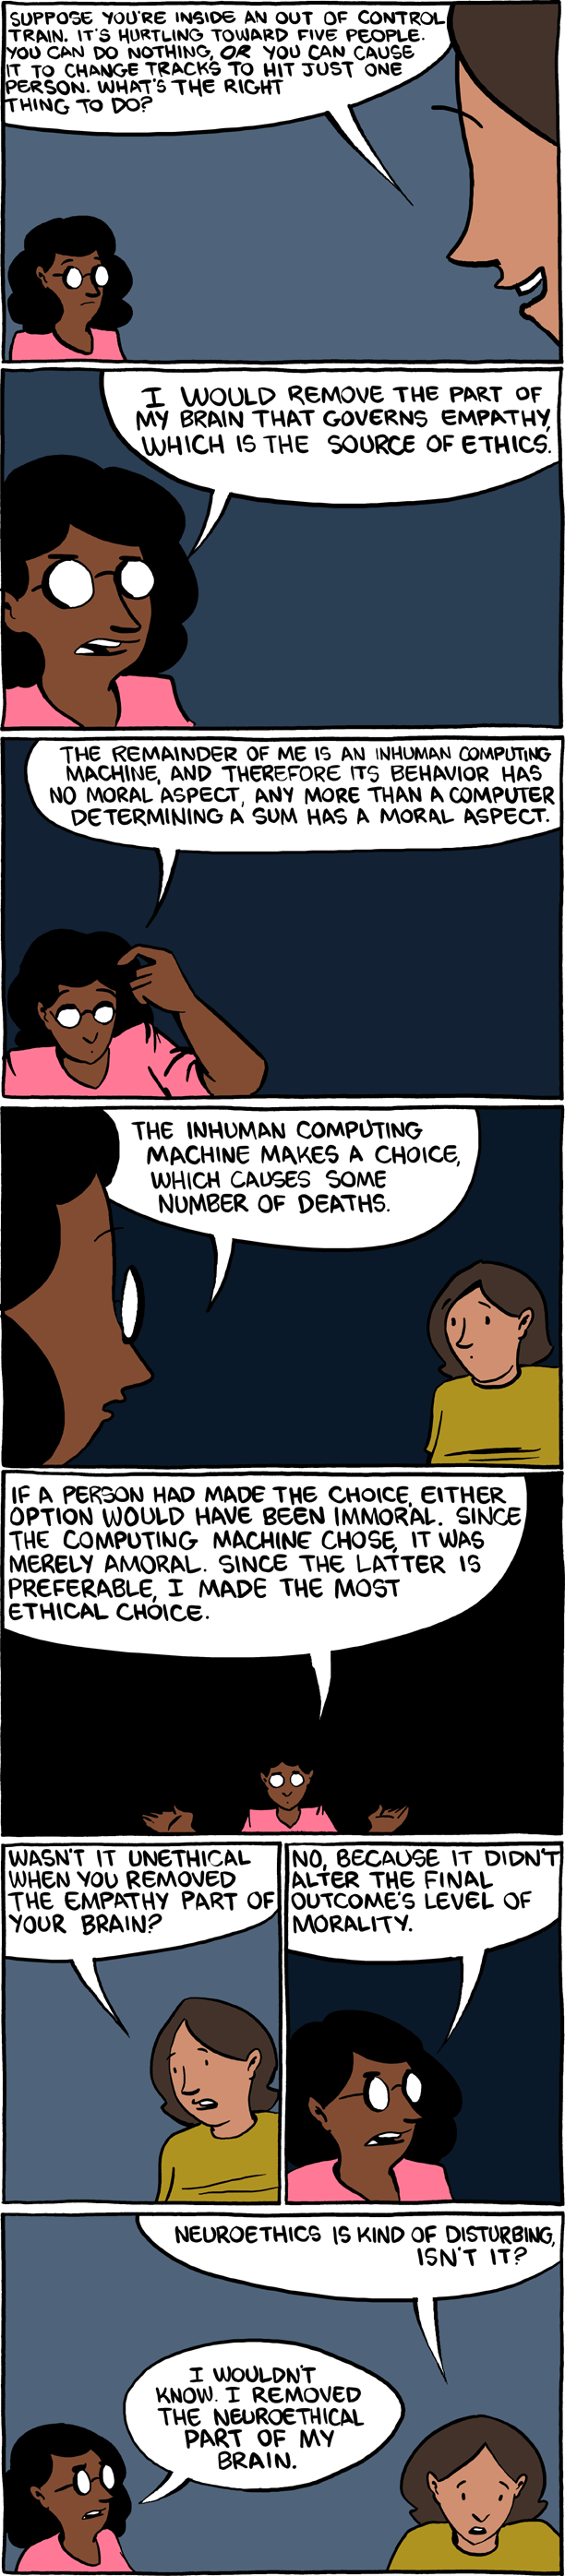 SUPPOSE YOU'RE INSIDE AN OUT OF CONTROL
TRAIN. IT'S HURTLING TOWARD FIVE PEOPLE.
YOU CAN DO NOTHING, OR YOU CAN CAUSE
IT TO CHANGE TRACKS TO HIT JUST ONE
PERSON. WHAT'S THE RIGHT
THING TO DO?
I WOULD REMOVE THE PART OF
MY BRAIN THAT GOVERNS EMPATHY,
WHICH IS THE SOURCE OF ETHICS.
THE REMAINDER OF ME IS AN INHUMAN COMPUTING
MACHINE, AND THEREFORE ITS BEHAVIOR HAS
NO MORAL ASPECT, ANY MORE THAN A COMPUTER
DETERMINING A SUM HAS A MORAL ASPECT.
THE INHUMAN COMPUTING
MACHINE MAKES A CHOICE,
WHICH CAUSES SOME
NUMBER OF DEATHS.
IF A PERSON HAD MADE THE CHOICE, EITHER
OPTION WOULD HAVE BEEN IMMORAL. SINCE
THE COMPUTING MACHINE CHOSE, IT WAS
MERELY AMORAL. SINCE THE LATTER IS
PREFERABLE, I MADE THE MOST
ETHICAL CHOICE.
WASN'T IT UNETHICAL
WHEN YOU REMOVED
THE EMPATHY PART OF
YOUR BRAIN?
NO, BECAUSE IT DIDN'T
ALTER THE FINAL
OUTCOME'S LEVEL OF
MORALITY.
NEUROETHICS IS KIND OF DISTURBING,
ISN'T IT?
I WOULDN'T
KNOW. I REMOVED
THE NEUROETHICAL
PART OF MY
BRAIN.